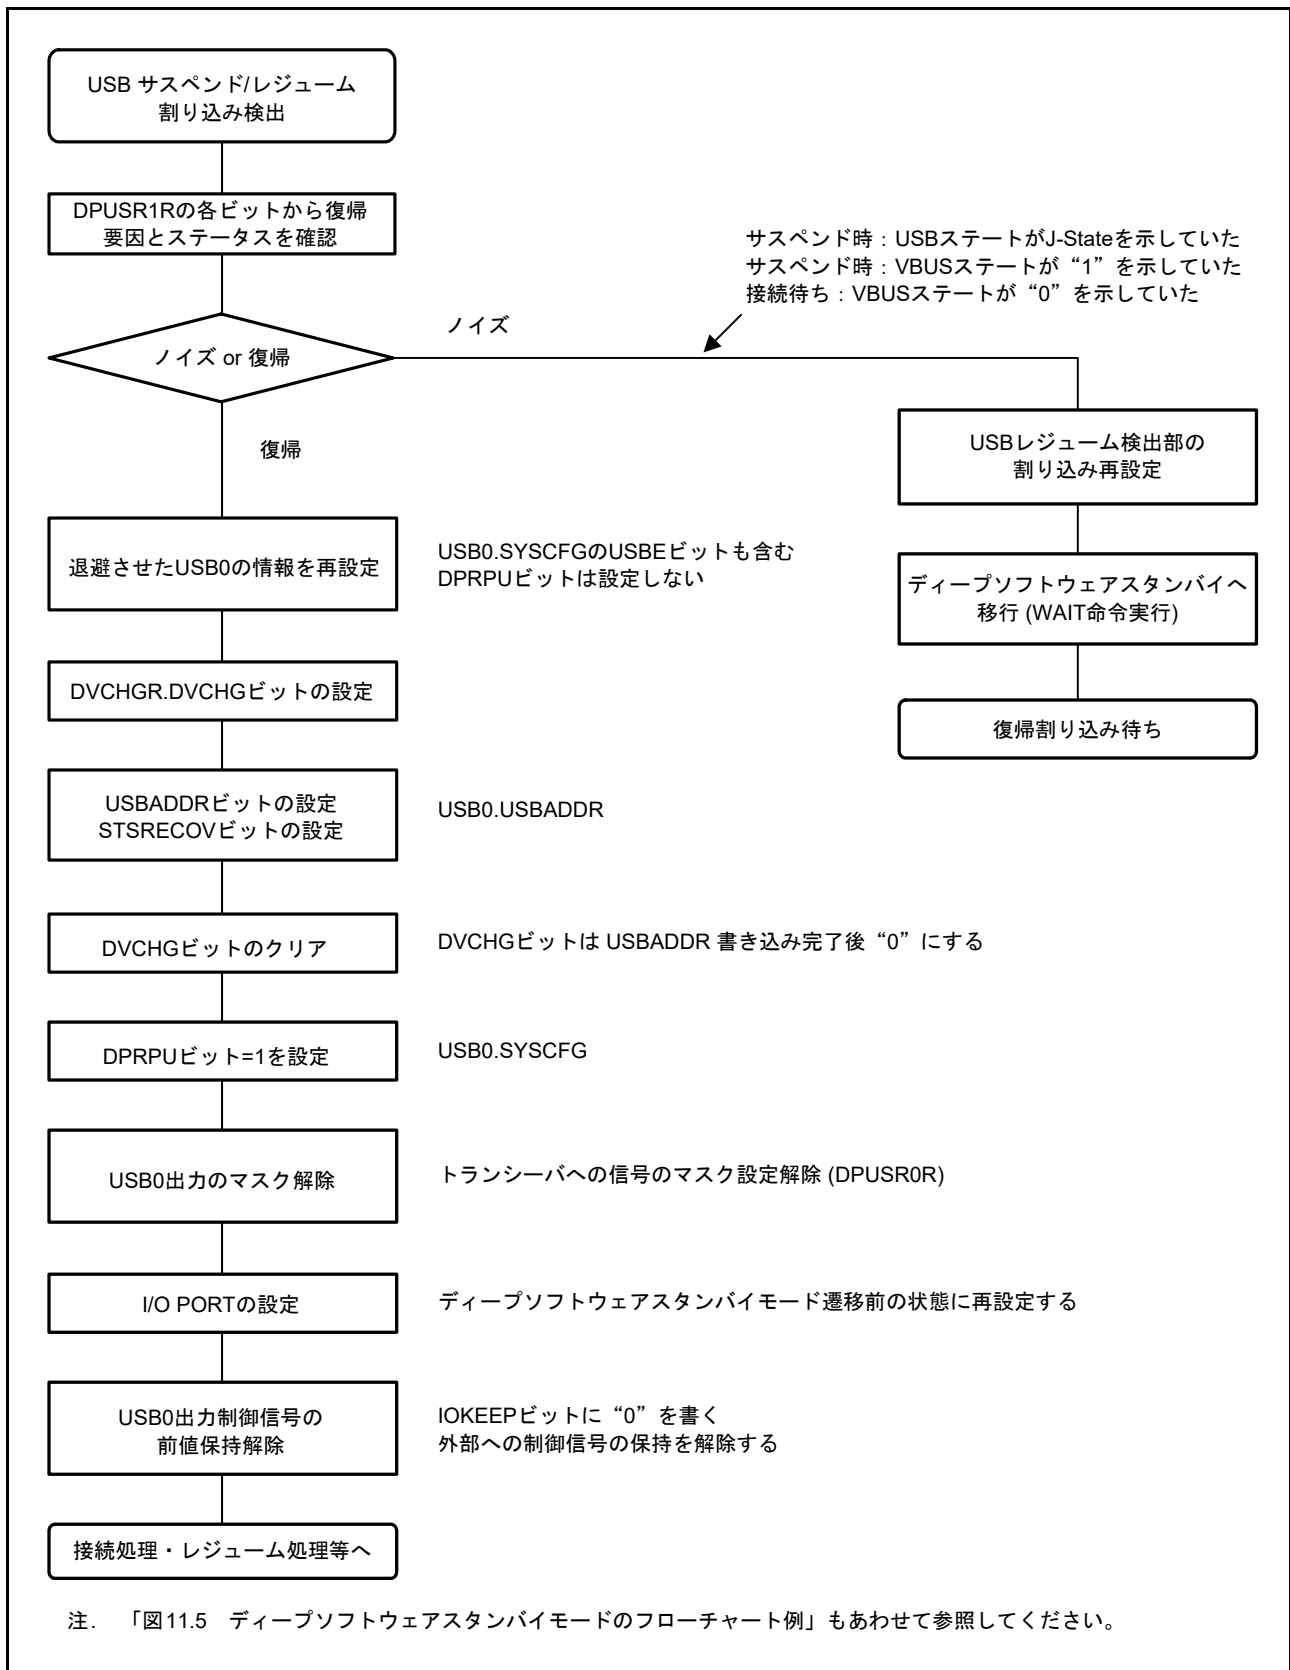 USB サスペンド/レジューム
割り込み検出
DPUSR1Rの各ビットから復帰
要因とステータスを確認
サスペンド時：USBステートがJ-Stateを示していた
サスペンド時：VBUSステートが“1”を示していた
接続待ち：VBUSステートが“0”を示していた
ノイズ
ノイズ or 復帰
復帰
USBレジューム検出部の
割り込み再設定
ディープソフトウェアスタンバイへ
移行 (WAIT命令実行)
復帰割り込み待ち
退避させたUSB0の情報を再設定
USB0.SYSCFGのUSBEビットも含む
DPRPUビットは設定しない
DVCHGR.DVCHGビットの設定
USBADDRビットの設定
STSRECOVビットの設定
USB0.USBADDR
DVCHGビットのクリア
DVCHGビットは USBADDR 書き込み完了後“0”にする
DPRPUビット=1を設定
USB0.SYSCFG
USB0出力のマスク解除
トランシーバへの信号のマスク設定解除 (DPUSR0R)
I/O PORTの設定
ディープソフトウェアスタンバイモード遷移前の状態に再設定する
USB0出力制御信号の
前値保持解除
IOKEEPビットに“0”を書く
外部への制御信号の保持を解除する
接続処理・レジューム処理等へ
注. 「図11.5 ディープソフトウェアスタンバイモードのフローチャート例」もあわせて参照してください。